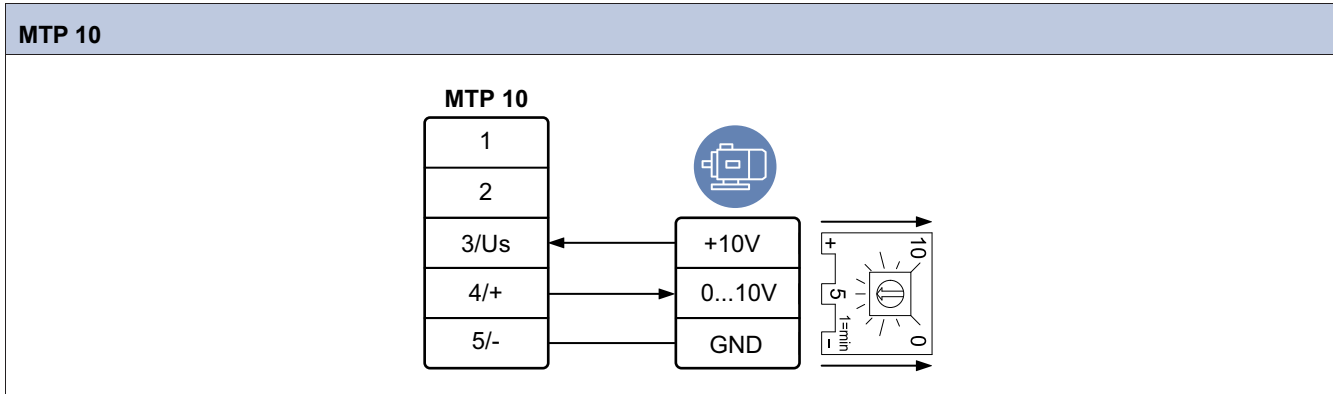 MTP 10
MTP 10
1
2
3/Us
4/+
5/-
+10V
0...10V
GND
+
10
5
1=min
-
0